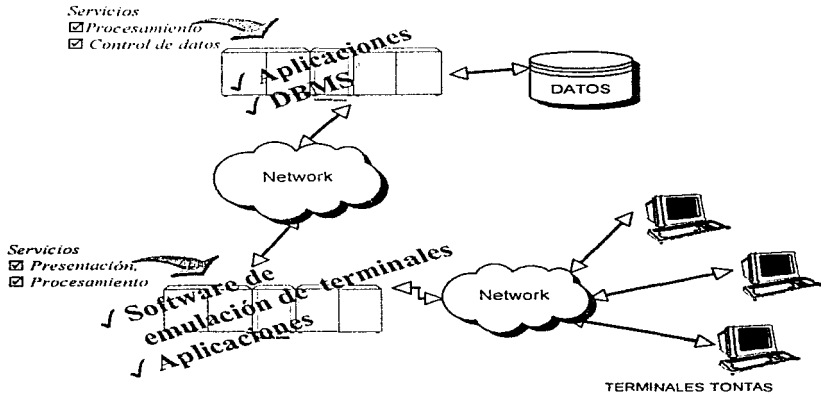 Servicios
☑ Procesamiento
☑ Control de datos
√ Aplicaciones
√ DBMS
DATOS
Network
Servicios
☑ Presentación,
☑ Procesamiento
√ Software de
emulación de terminales
√ Aplicaciones
Network
TERMINALES TONTAS